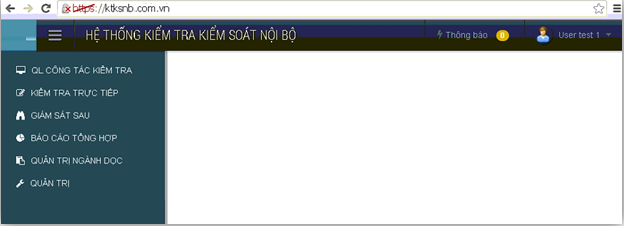 https://ktksnb.com.vn
HỆ THỐNG KIỂM TRA KIỂM SOÁT NỘI BỘ
Thông báo 0 User test 1
QL CÔNG TÁC KIỂM TRA
KIỂM TRA TRỰC TIẾP
GIÁM SÁT SAU
BÁO CÁO TỔNG HỢP
QUẢN TRỊ NGÀNH DỌC
QUẢN TRỊ